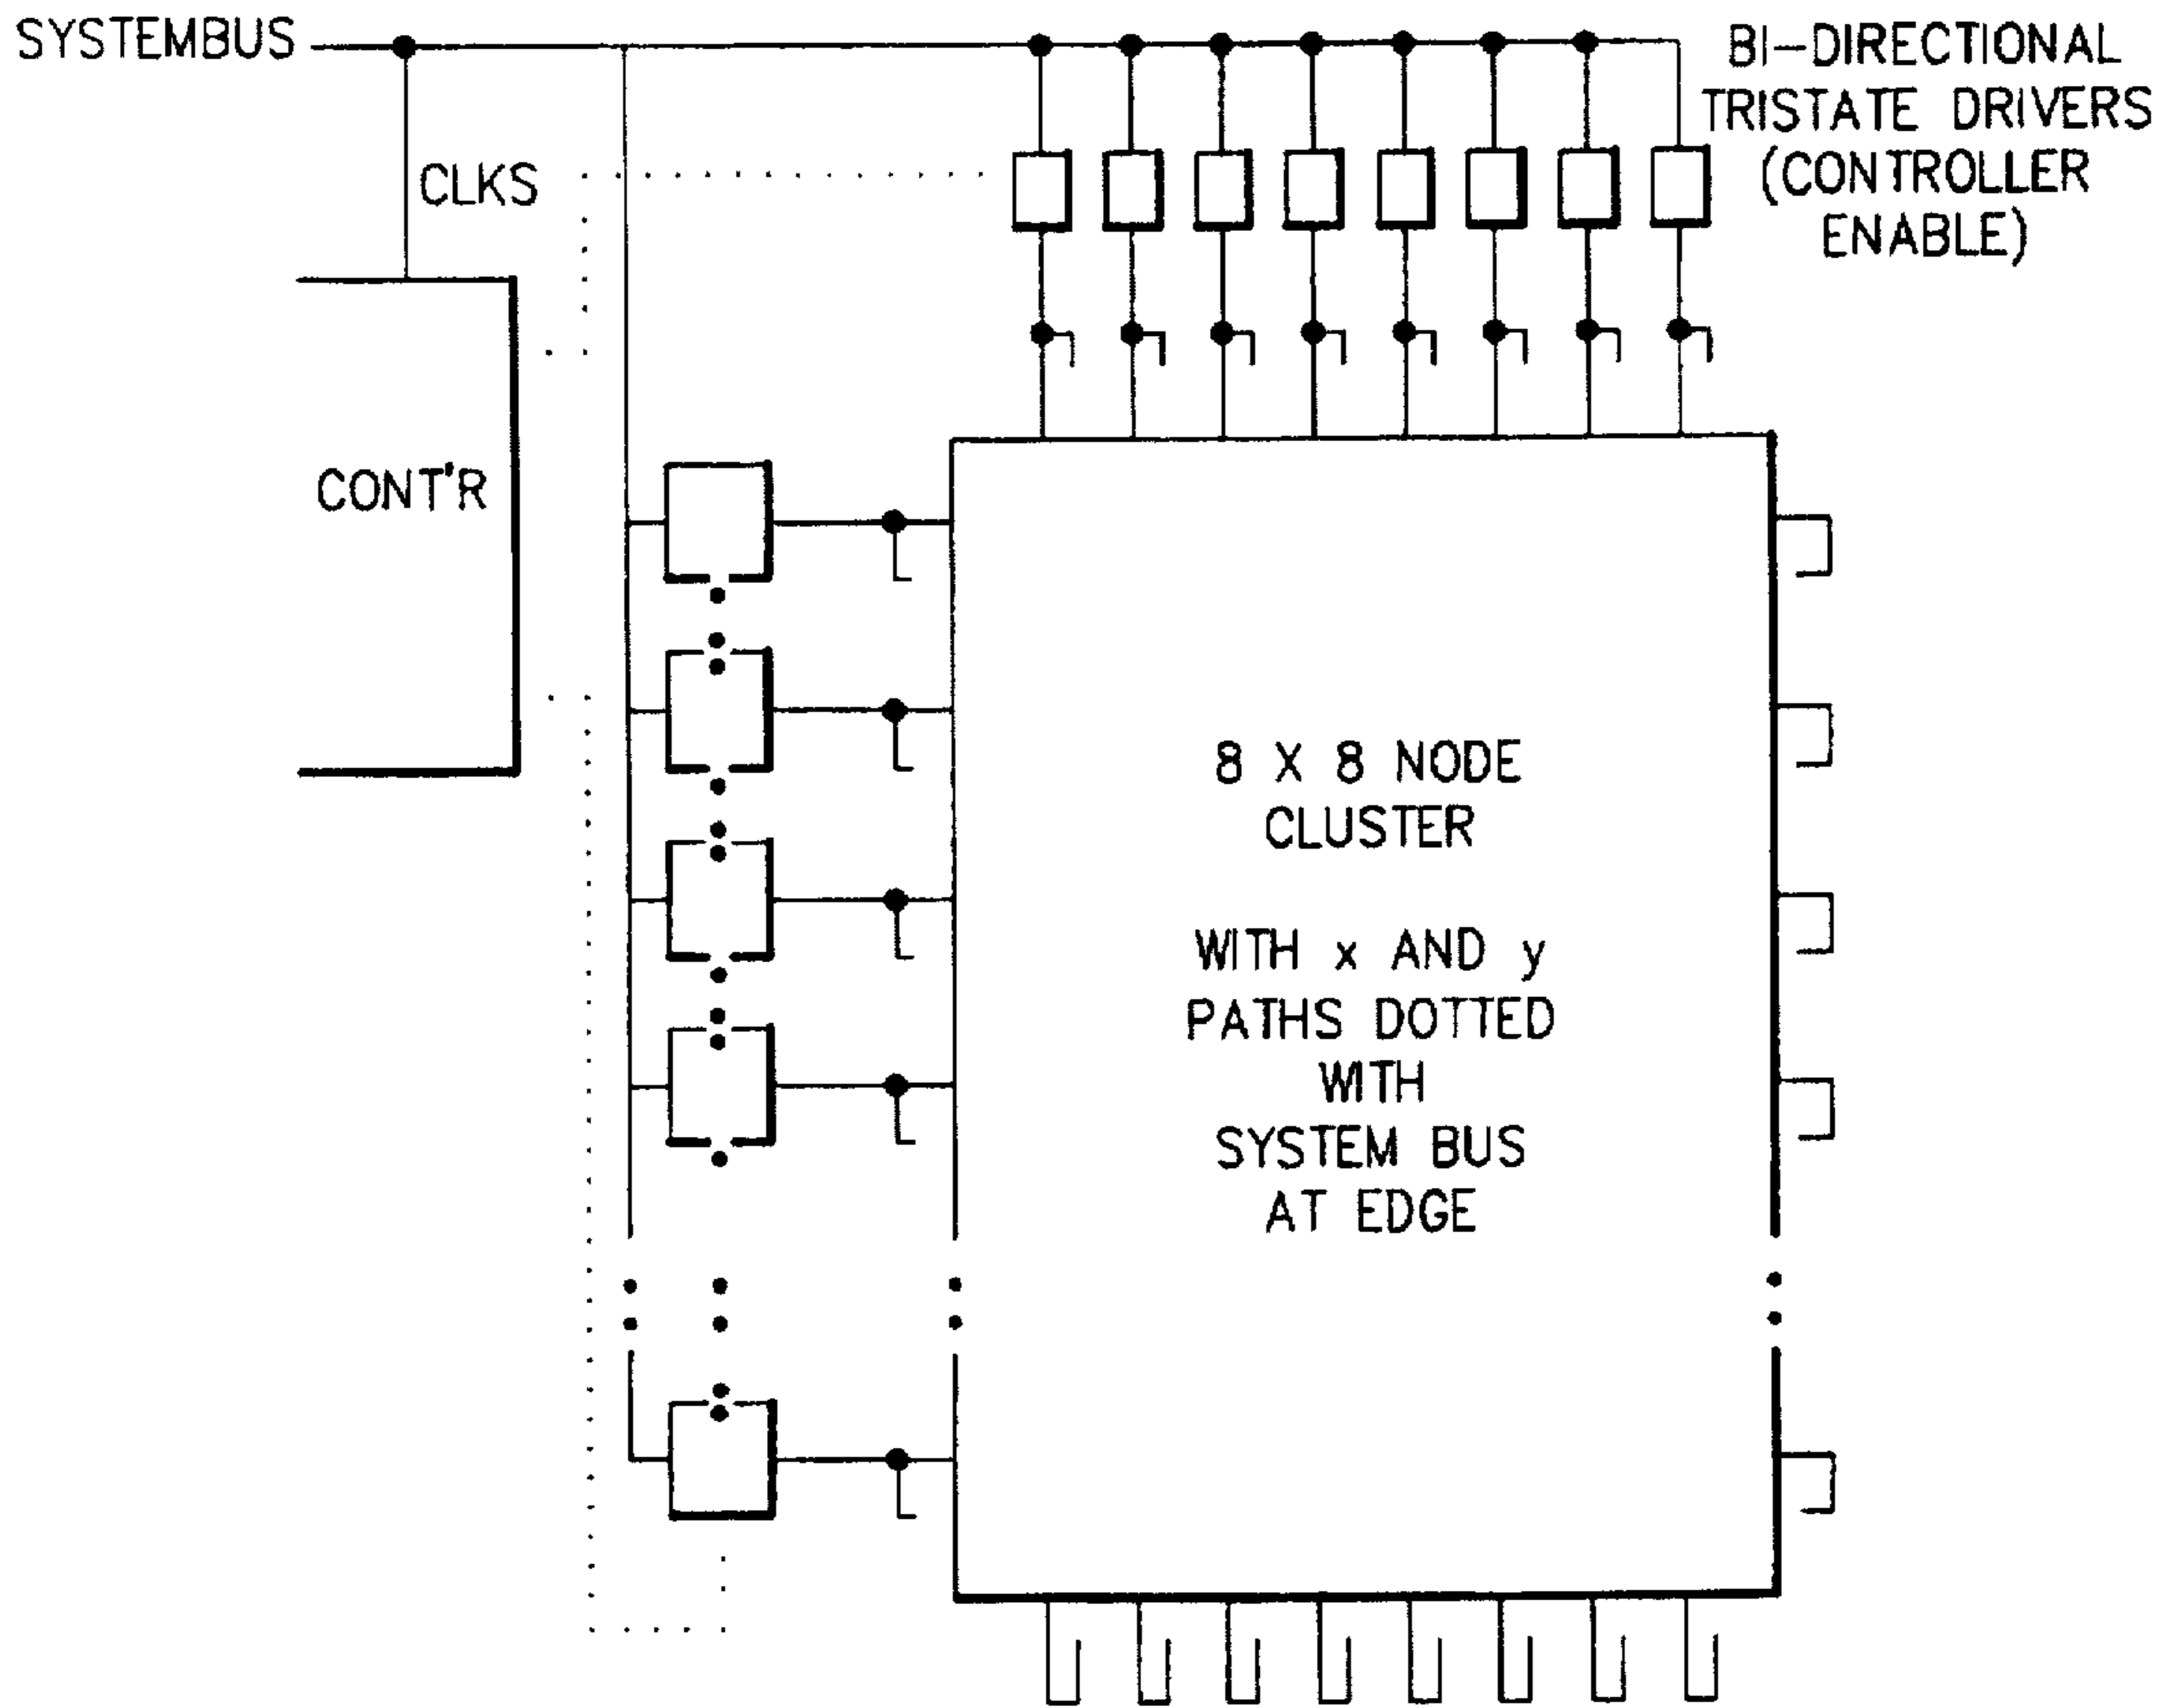 SYSTEMBUS
BI-DIRECTIONAL
TRISTATE DRIVERS
(CONTROLLER
ENABLE)
CLKS
CONT'R
8 X 8 NODE
CLUSTER
WITH x AND y
PATHS DOTTED
WITH
SYSTEM BUS
AT EDGE